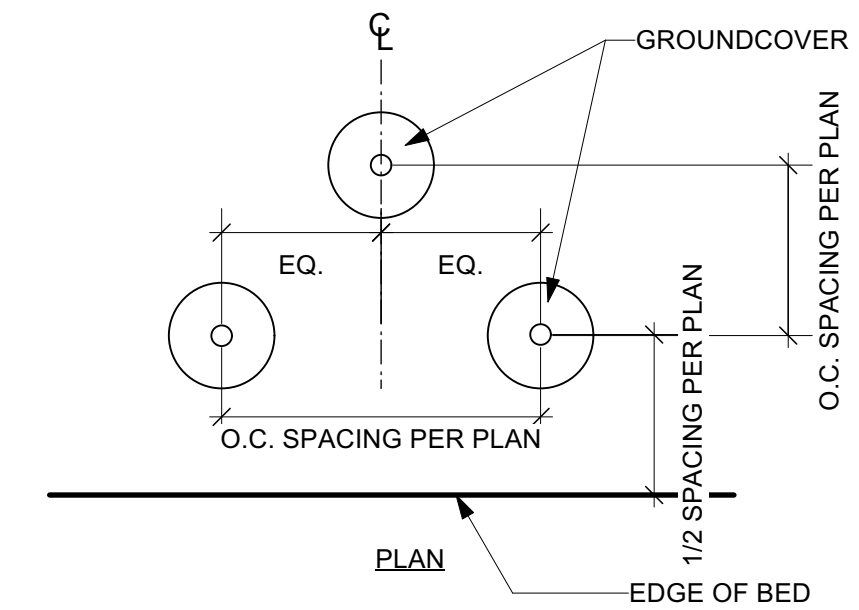 ℄
GROUNDCOVER
O.C. SPACING PER PLAN
EQ.
EQ.
1/2 SPACING PER PLAN
O.C. SPACING PER PLAN
PLAN
EDGE OF BED